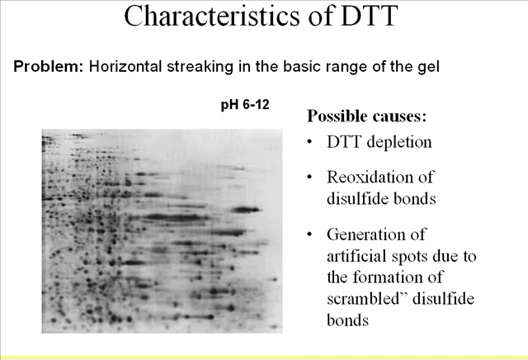 Characteristics of DTT
Problem: Horizontal streaking in the basic range of the gel
pH 6-12
Possible causes:
• DTT depletion
• Reoxidation of
disulfide bonds
• Generation of
artificial spots due to
the formation of
scrambled” disulfide
bonds